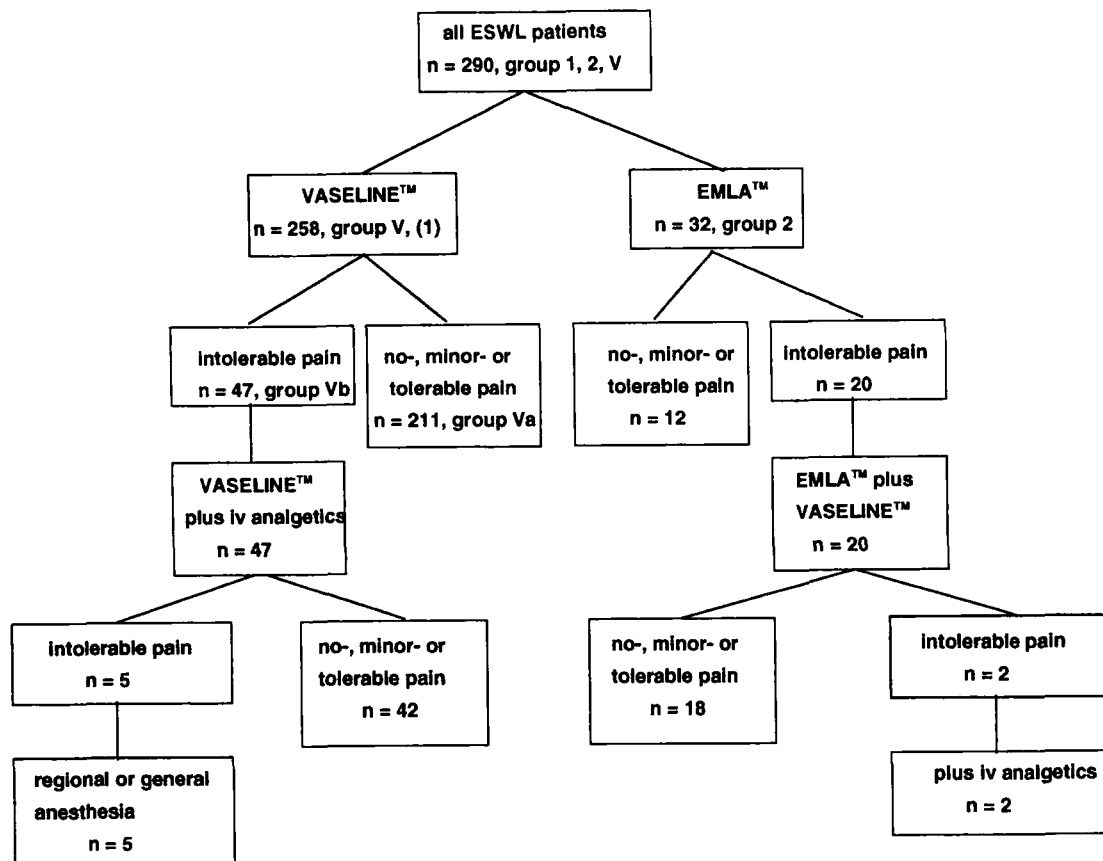 all ESWL patients
n = 290, group 1, 2, V
VASELINE™
n = 258, group V, (1)
EMLA™
n = 32, group 2
intolerable pain
n = 47, group Vb
no-, minor- or
tolerable pain
n = 211, group Va
no-, minor- or
tolerable pain
n = 12
intolerable pain
n = 20
VASELINE™
plus iv analgetics
n = 47
EMLA™ plus
VASELINE™
n = 20
intolerable pain
n = 5
no-, minor- or
tolerable pain
n = 42
no-, minor- or
tolerable pain
n = 18
intolerable pain
n = 2
regional or general
anesthesia
n = 5
plus iv analgetics
n = 2